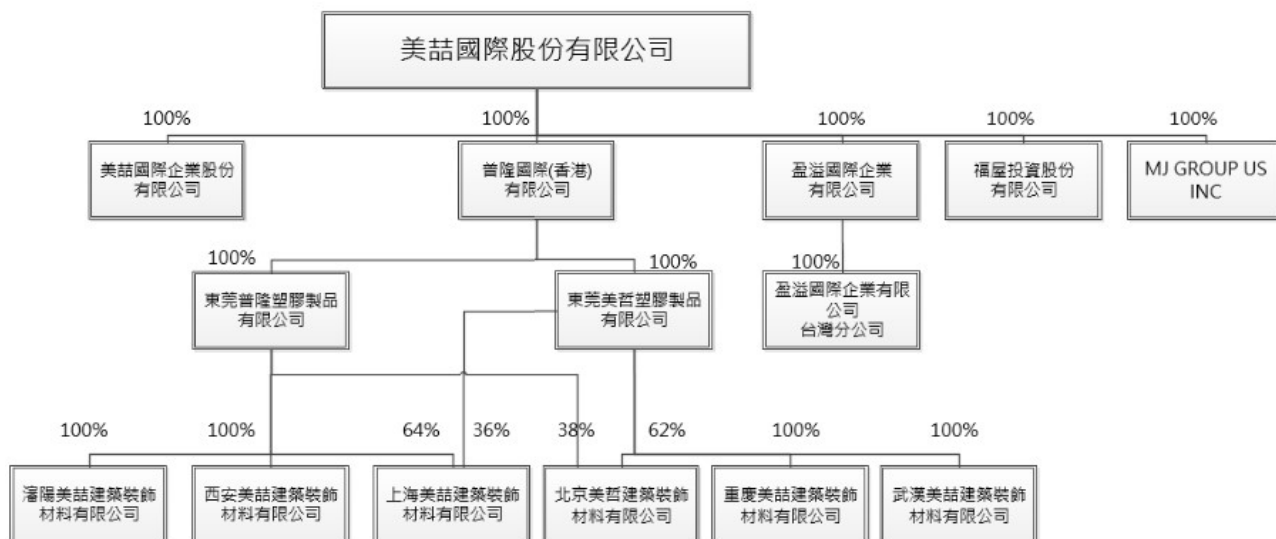 美喆國際股份有限公司
100%
100%
100%
100%
100%
美喆國際企業股份
有限公司
普隆國際(香港)
有限公司
盈溢國際企業
有限公司
福屋投資股份
有限公司
MJ GROUP US
INC
100%
100%
100%
東莞普隆塑膠製品
有限公司
東莞美哲塑膠製品
有限公司
盈溢國際企業有限
公司
台灣分公司
100%
100%
64%
36%
38%
62%
100%
100%
瀋陽美喆建築裝飾
材料有限公司
西安美喆建築裝飾
材料有限公司
上海美喆建築裝飾
材料有限公司
北京美哲建築裝飾
材料有限公司
重慶美喆建築裝飾
材料有限公司
武漢美喆建築裝飾
材料有限公司